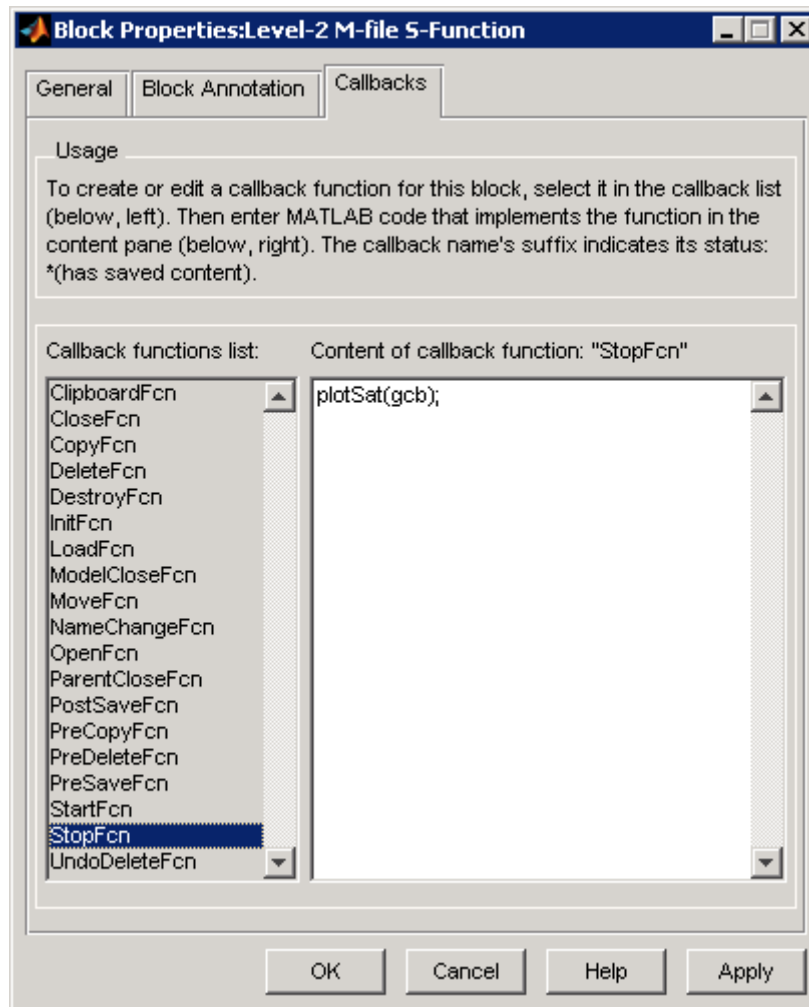 Block Properties:Level-2 M-file S-Function
General
Block Annotation
Callbacks
Usage
To create or edit a callback function for this block, select it in the callback list
(below, left). Then enter MATLAB code that implements the function in the
content pane (below, right). The callback name's suffix indicates its status:
*(has saved content).
Callback functions list:
ClipboardFcn
CloseFcn
CopyFcn
DeleteFcn
DestroyFcn
InitFcn
LoadFcn
ModelCloseFcn
MoveFcn
NameChangeFcn
OpenFcn
ParentCloseFcn
PostSaveFcn
PreCopyFcn
PreDeleteFcn
PreSaveFcn
StartFcn
StopFcn
UndoDeleteFcn
Content of callback function: "StopFcn"
plotSat(gcb);
OK
Cancel
Help
Apply